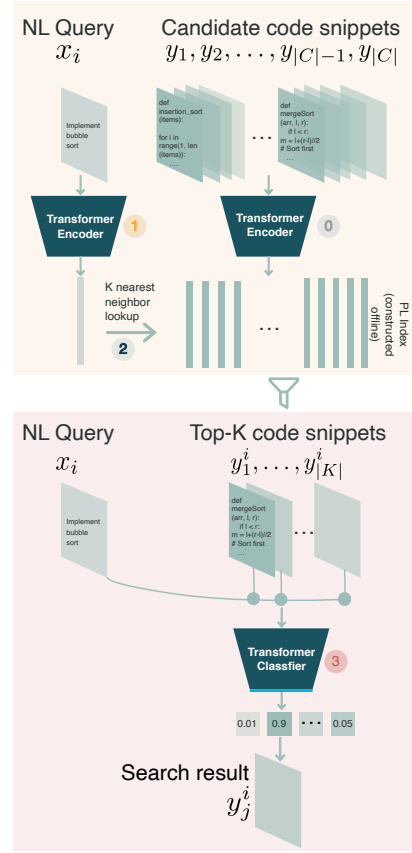 NL Query
x_i
Candidate code snippets
y_1, y_2, . . . , y_{|C|-1}, y_{|C|}
Implement
bubble
sort
def
insertion_sort
(items):
for i in
range(1, len
(items)):
....
...
def
mergeSort
(arr, l, r):
if l < r:
m = l+(r-l)//2
# Sort first
...
Transformer
Encoder
1
Transformer
Encoder
0
K nearest
neighbor
lookup
2
...
PL Index
(constructed
offline)
NL Query
x_i
Top-K code snippets
y_1^i, . . . , y_{|K|}^i
Implement
bubble
sort
def
mergeSort
(arr, l, r):
if l < r:
m = l+(r-l)//2
# Sort first
....
...
Transformer
Classfier
3
0.01
0.9
...
0.05
Search result
y_j^i